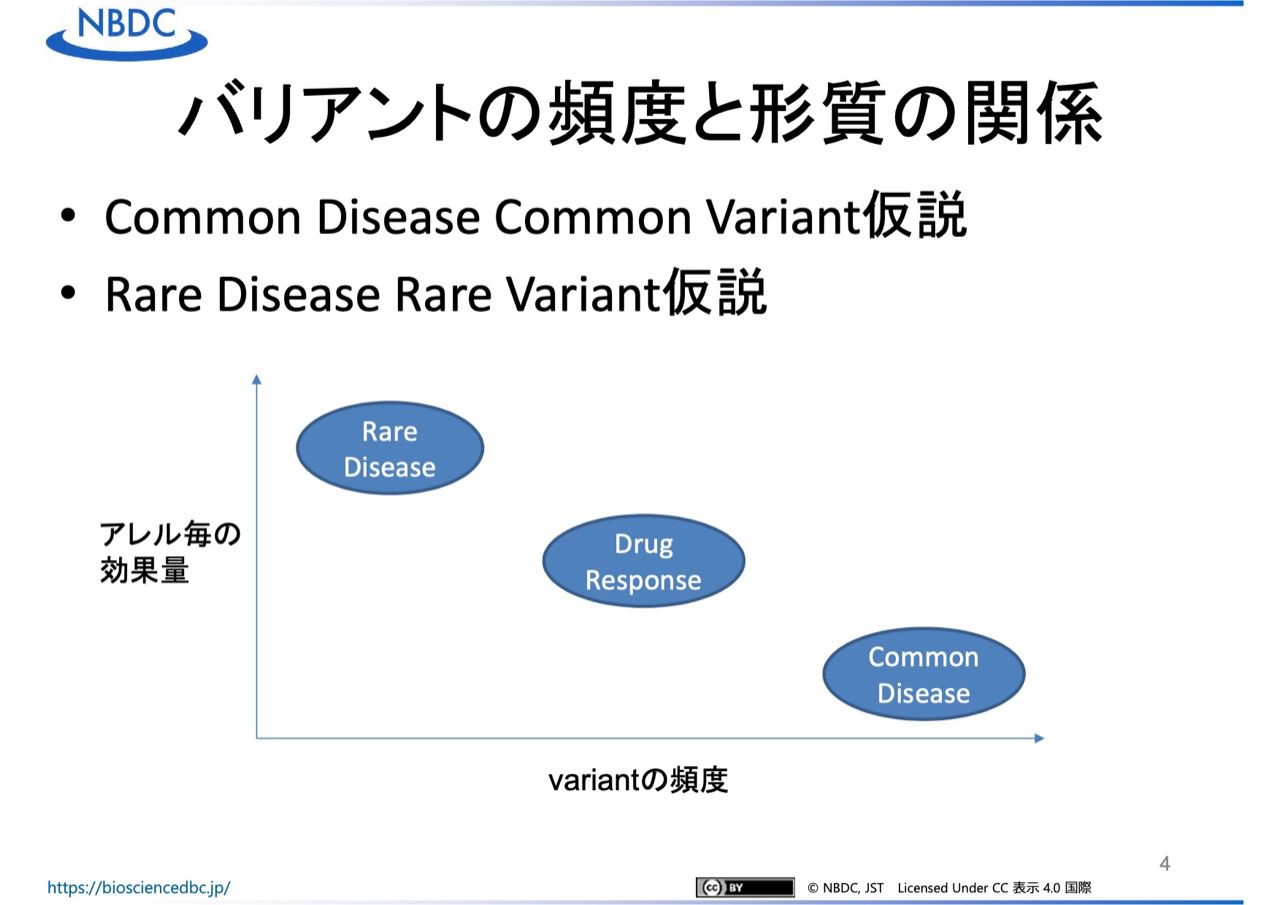 NBDC
バリアントの頻度と形質の関係
• Common Disease Common Variant仮説
• Rare Disease Rare Variant仮説
Rare
Disease
アレル毎の
効果量
Drug
Response
Common
Disease
variantの頻度
4
https://biosciencedbc.jp/
cc BY
© NBDC, JST Licensed Under CC 表示 4.0 国際